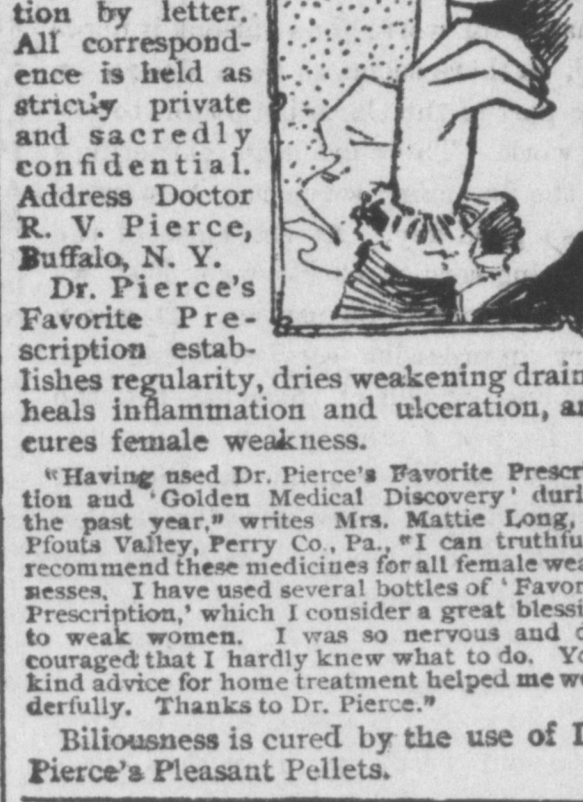 tion by letter.
All correspond-
ence is held as
strictly private
and sacredly
confidential.
Address Doctor
R. V. Pierce,
Buffalo, N. Y.
Dr. Pierce's
Favorite Pre-
scription estab-
lishes regularity, dries weakening drain
heals inflammation and ulceration, an
cures female weakness.
"Having used Dr. Pierce's Favorite Prescr
tion and 'Golden Medical Discovery' duri
the past year," writes Mrs. Mattie Long,
Pfouts Valley, Perry Co., Pa., "I can truthfu
recommend these medicines for all female wea
nesses. I have used several bottles of 'Favor
Prescription,' which I consider a great blessi
to weak women. I was so nervous and d
couraged that I hardly knew what to do. Yo
kind advice for home treatment helped me wo
derfully. Thanks to Dr. Pierce."
Biliousness is cured by the use of D
Pierce's Pleasant Pellets.